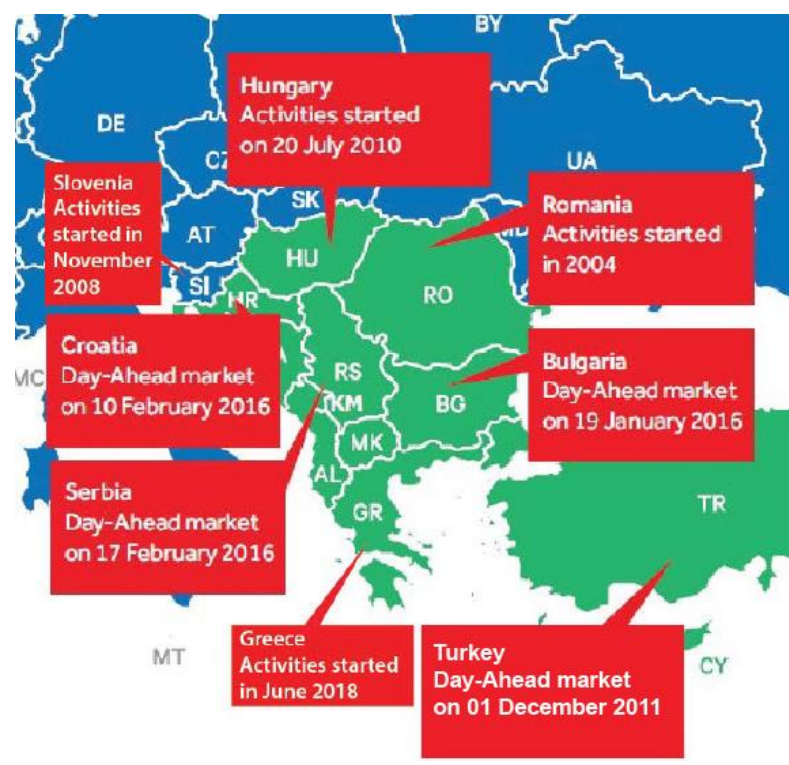 BY
Hungary
Activities started
on 20 July 2010
DE
CZ
UA
Slovenia
Activities
started in
November
2008
SK
Romania
Activities started
in 2004
AT
MD
HU
SI
HR
RO
Croatia
Day-Ahead market
on 10 February 2016
MC
RS
KM
Bulgaria
Day-Ahead market
on 19 January 2016
BG
MK
AL
Serbia
Day-Ahead market
on 17 February 2016
GR
TR
Greece
Activities started
in June 2018
Turkey
Day-Ahead market
on 01 December 2011
MT
CY